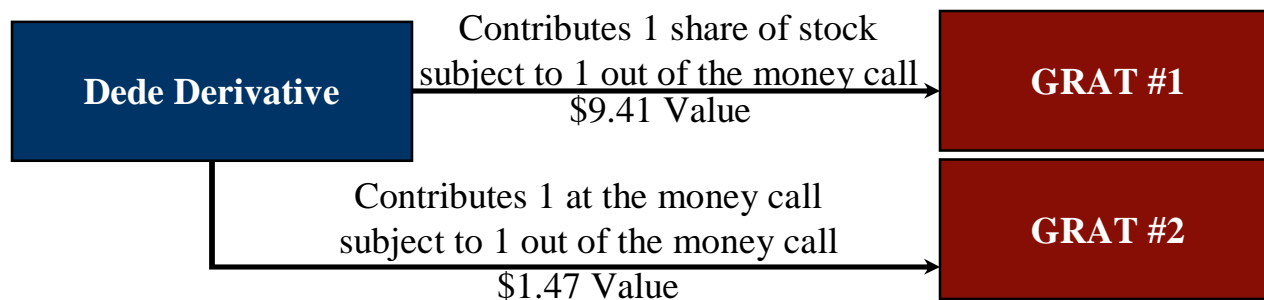 Dede Derivative
Contributes 1 share of stock
subject to 1 out of the money call
$9.41 Value
GRAT #1
Contributes 1 at the money call
subject to 1 out of the money call
$1.47 Value
GRAT #2